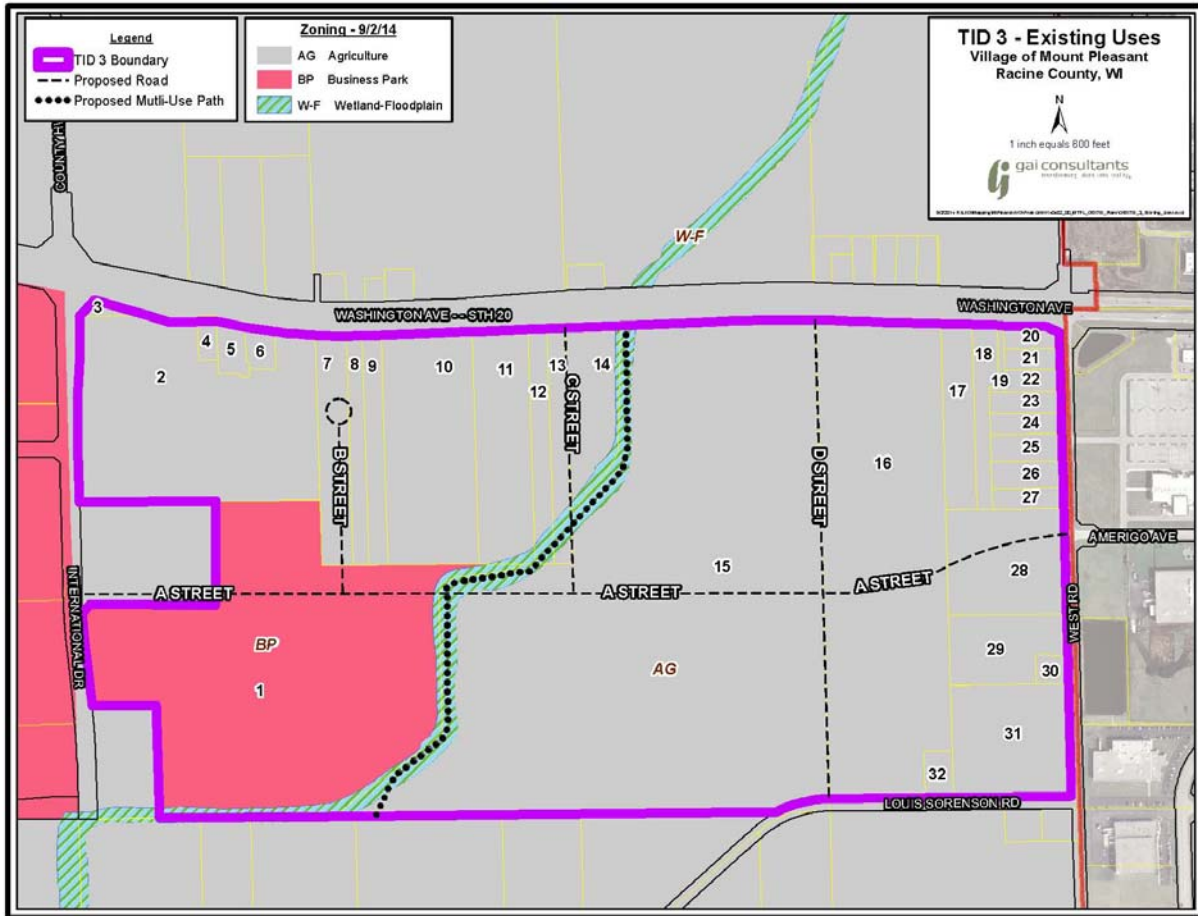 Legend
TID 3 Boundary
Proposed Road
Proposed Mutli-Use Path
Zoning - 9/2/14
AG Agriculture
BP Business Park
W-F Wetland-Floodplain
TID 3 - Existing Uses
Village of Mount Pleasant
Racine County, WI
N
1 inch equals 600 feet
gai consultants
COUNTY
W-F
WASHINGTON AVE -- STH 20
WASHINGTON AVE
3
4
5
6
2
7
8
9
10
11
12
13
14
C STREET
B STREET
D STREET
15
16
17
18
19
20
21
22
23
24
25
26
27
28
AMERIGO AVE
A STREET
A STREET
A STREET
INTERNATIONAL DR
WEST RD
BP
1
AG
29
30
31
32
LOUIS SORENSON RD